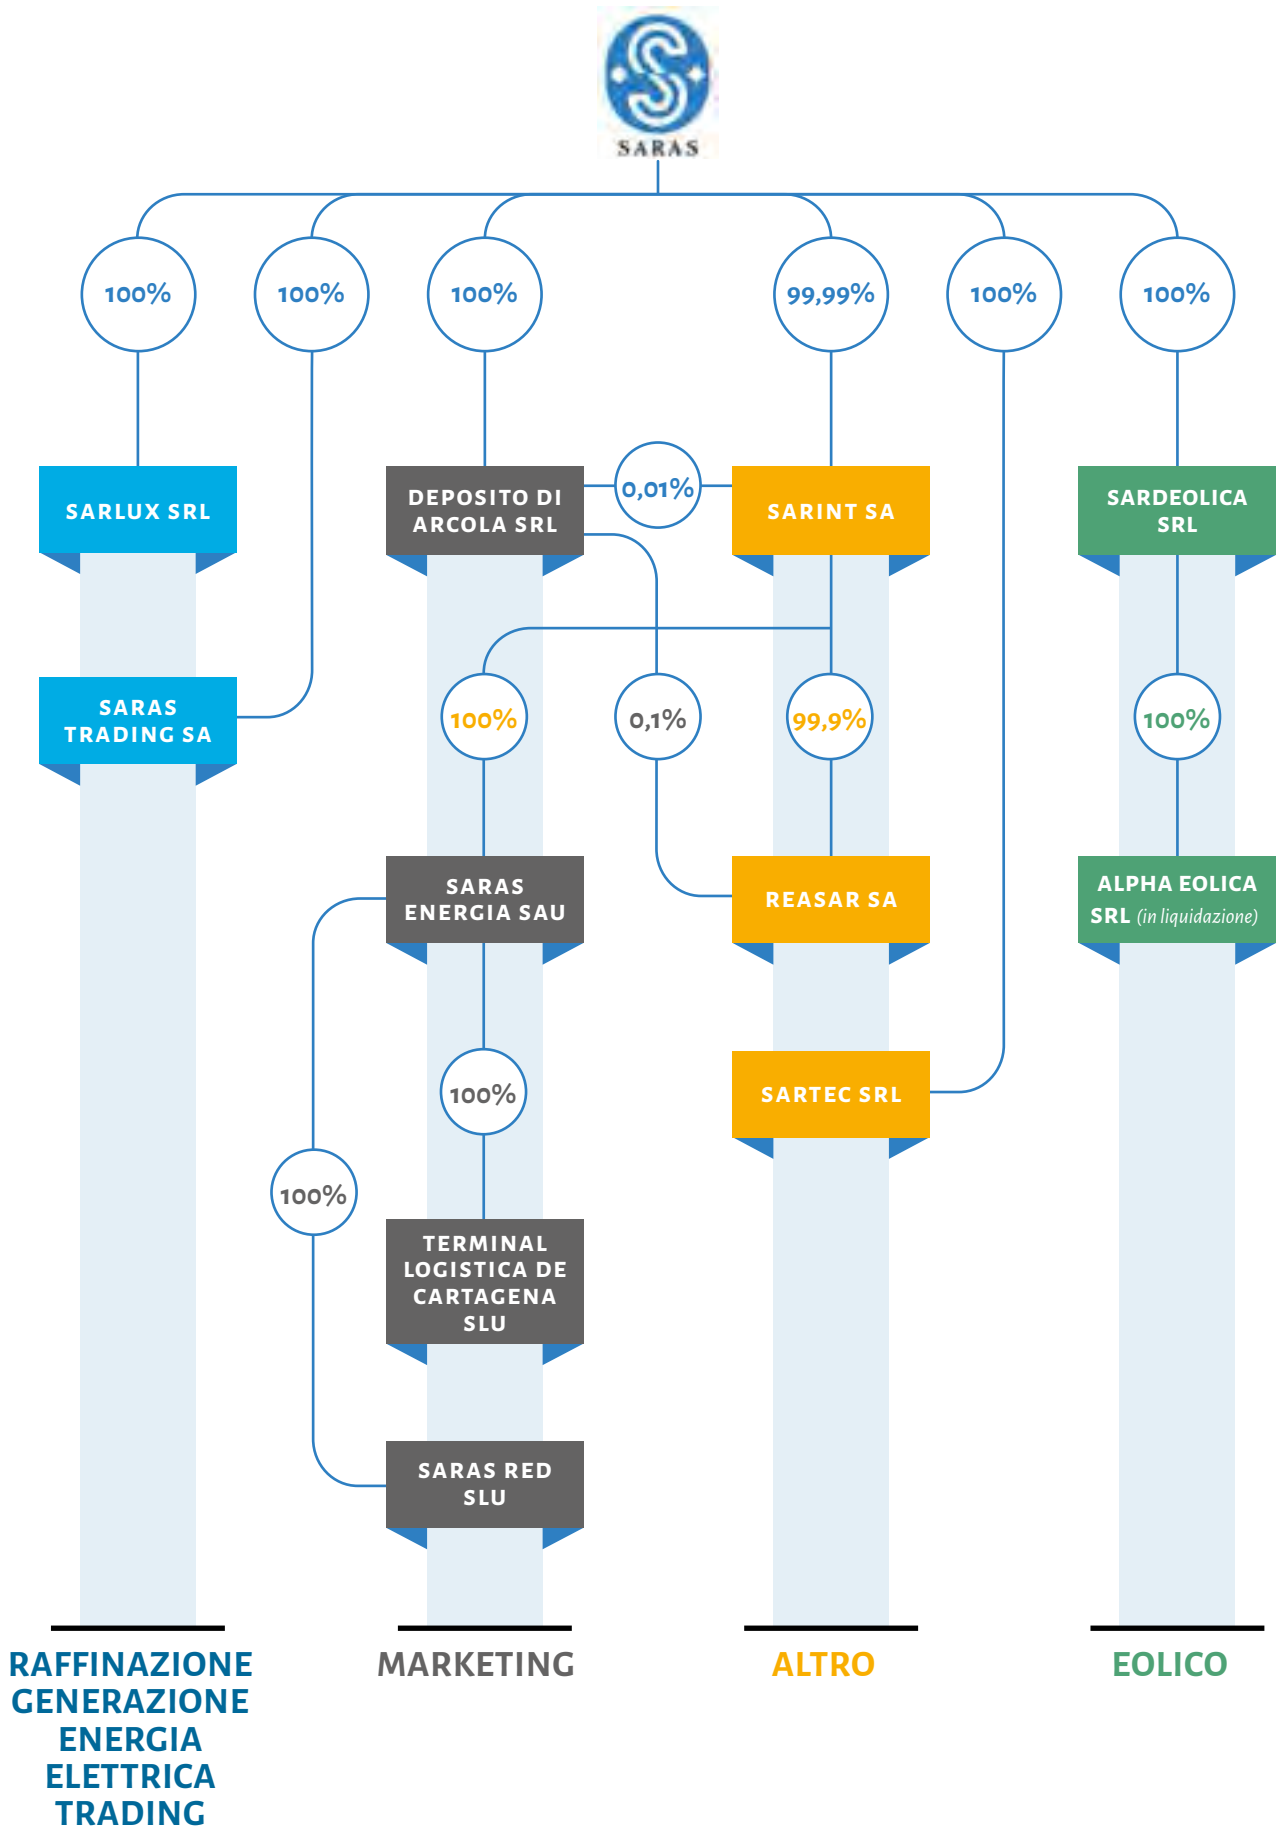 SARAS
100%
100%
100%
99,99%
100%
100%
SARLUX SRL
DEPOSITO DI
ARCOLA SRL
0,01%
SARINT SA
SARDEOLICA
SRL
SARAS
TRADING SA
100%
0,1%
99,9%
100%
SARAS
ENERGIA SAU
REASAR SA
ALPHA EOLICA
SRL (in liquidazione)
100%
SARTEC SRL
100%
TERMINAL
LOGISTICA DE
CARTAGENA
SLU
SARAS RED
SLU
RAFFINAZIONE
GENERAZIONE
ENERGIA
ELETTRICA
TRADING
MARKETING
ALTRO
EOLICO